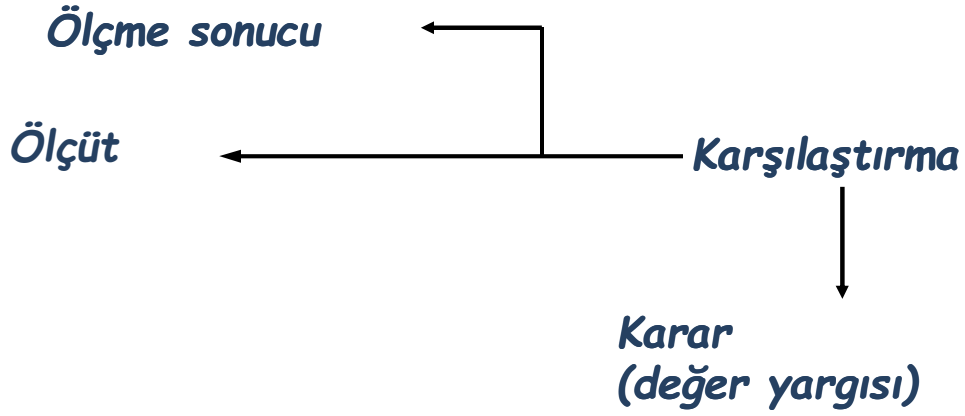 Ölçme sonucu
Ölçüt
Karşılaştırma
Karar
(değer yargısı)